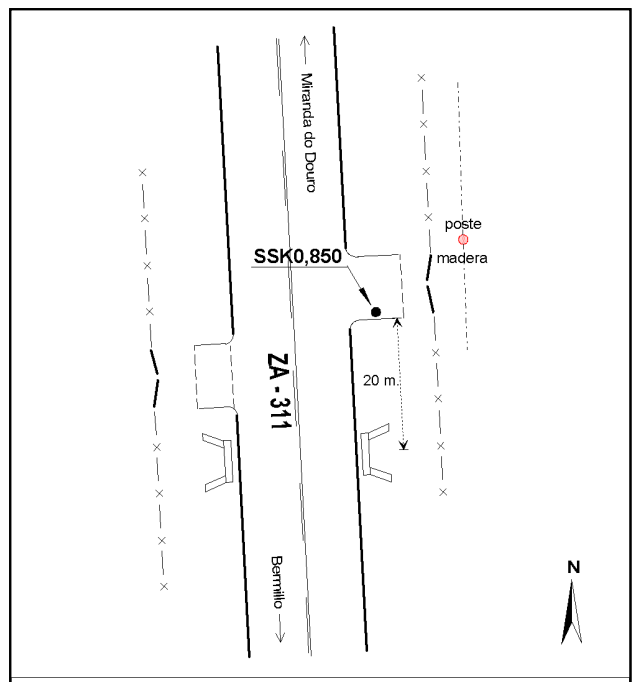 Miranda do Douro
poste
madera
SSK0,850
ZA - 311
20 m.
Bermillo
N